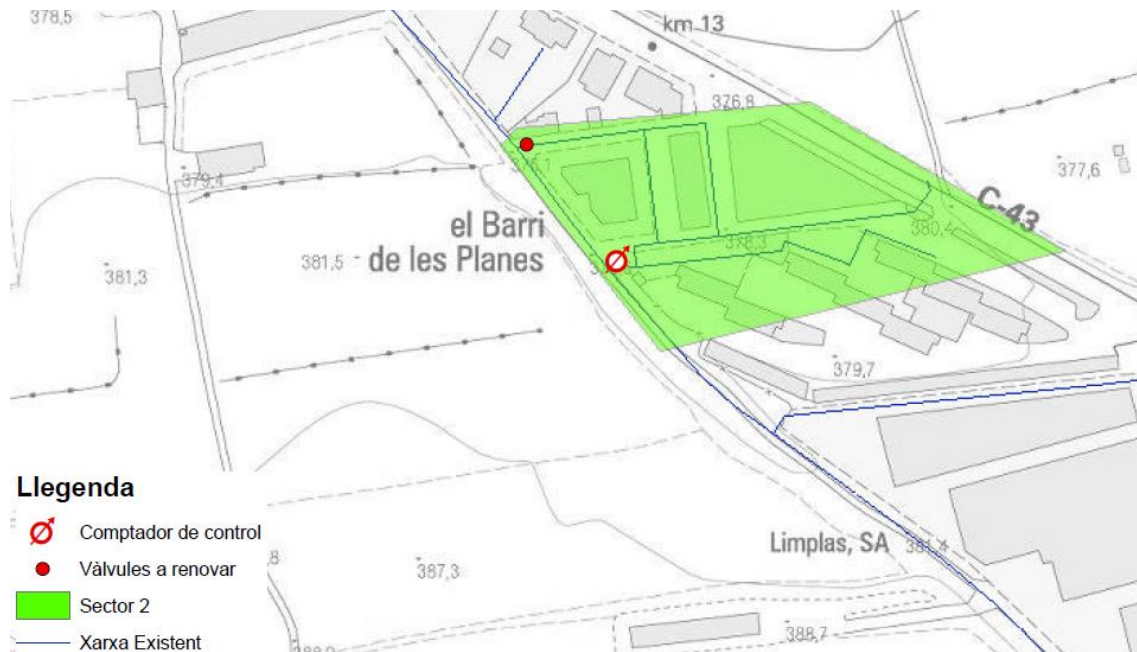 378,5
km 13
376,8
377,6
379,4
C-43
el Barri
de les Planes
378,3
380,4
381,5
381,3
379,7
Llegenda
Comptador de control
Vàlvules a renovar
Sector 2
Xarxa Existent
Limplas, SA
387,3
388,7